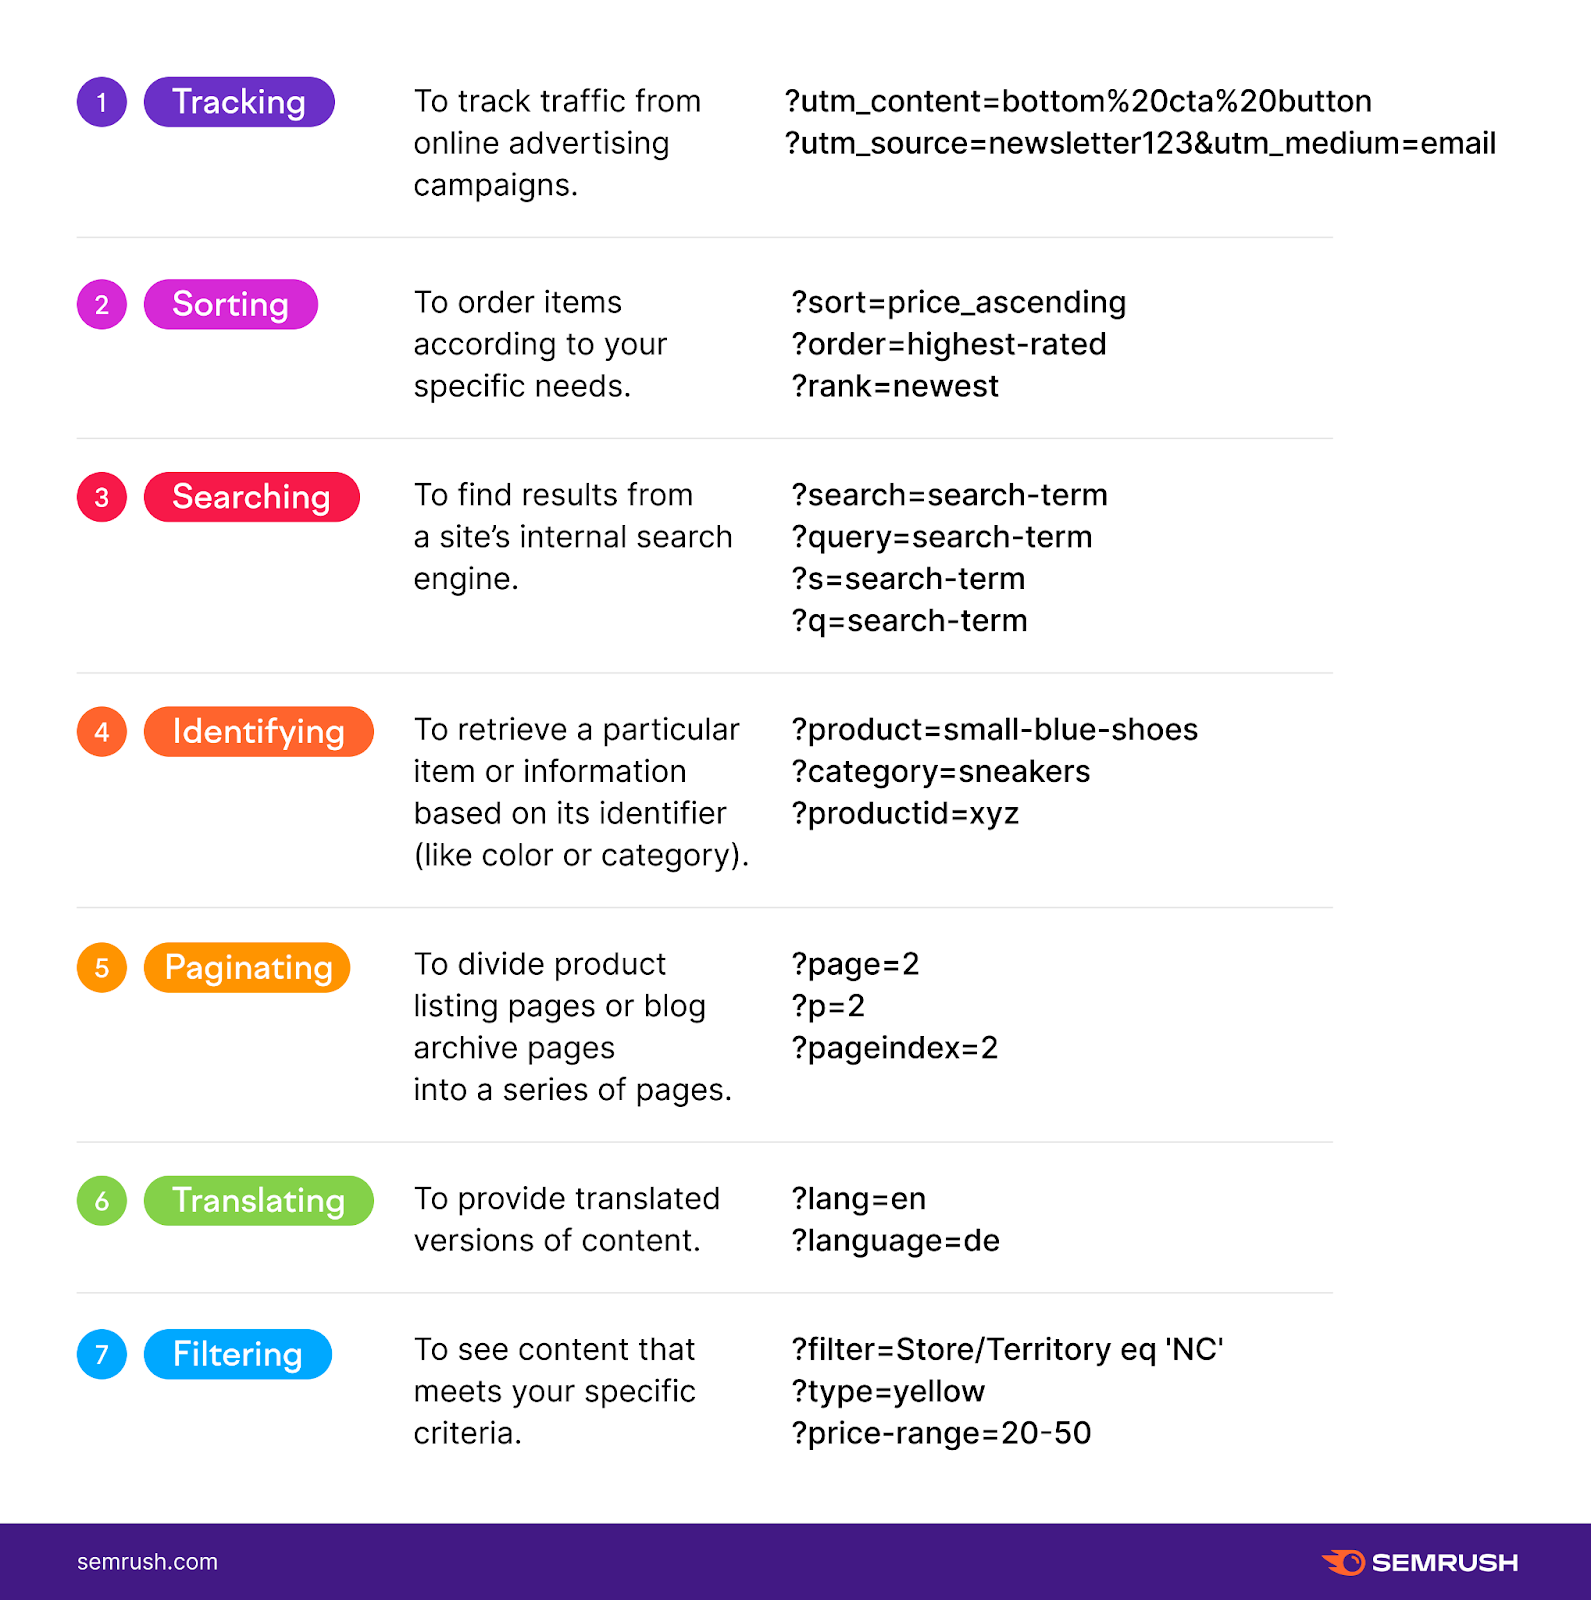 1 Tracking
To track traffic from
online advertising
campaigns.
?utm_content=bottom%20cta%20button
?utm_source=newsletter123&utm_medium=email
2 Sorting
To order items
according to your
specific needs.
?sort=price_ascending
?order=highest-rated
?rank=newest
3 Searching
To find results from
a site’s internal search
engine.
?search=search-term
?query=search-term
?s=search-term
?q=search-term
4 Identifying
To retrieve a particular
item or information
based on its identifier
(like color or category).
?product=small-blue-shoes
?category=sneakers
?productid=xyz
5 Paginating
To divide product
listing pages or blog
archive pages
into a series of pages.
?page=2
?p=2
?pageindex=2
6 Translating
To provide translated
versions of content.
?lang=en
?language=de
7 Filtering
To see content that
meets your specific
criteria.
?filter=Store/Territory eq 'NC'
?type=yellow
?price-range=20-50
semrush.com
SEMRUSH